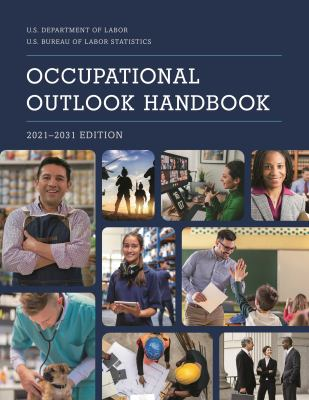 U.S. DEPARTMENT OF LABOR
U.S. BUREAU OF LABOR STATISTICS
OCCUPATIONAL
OUTLOOK HANDBOOK
2021–2031 EDITION